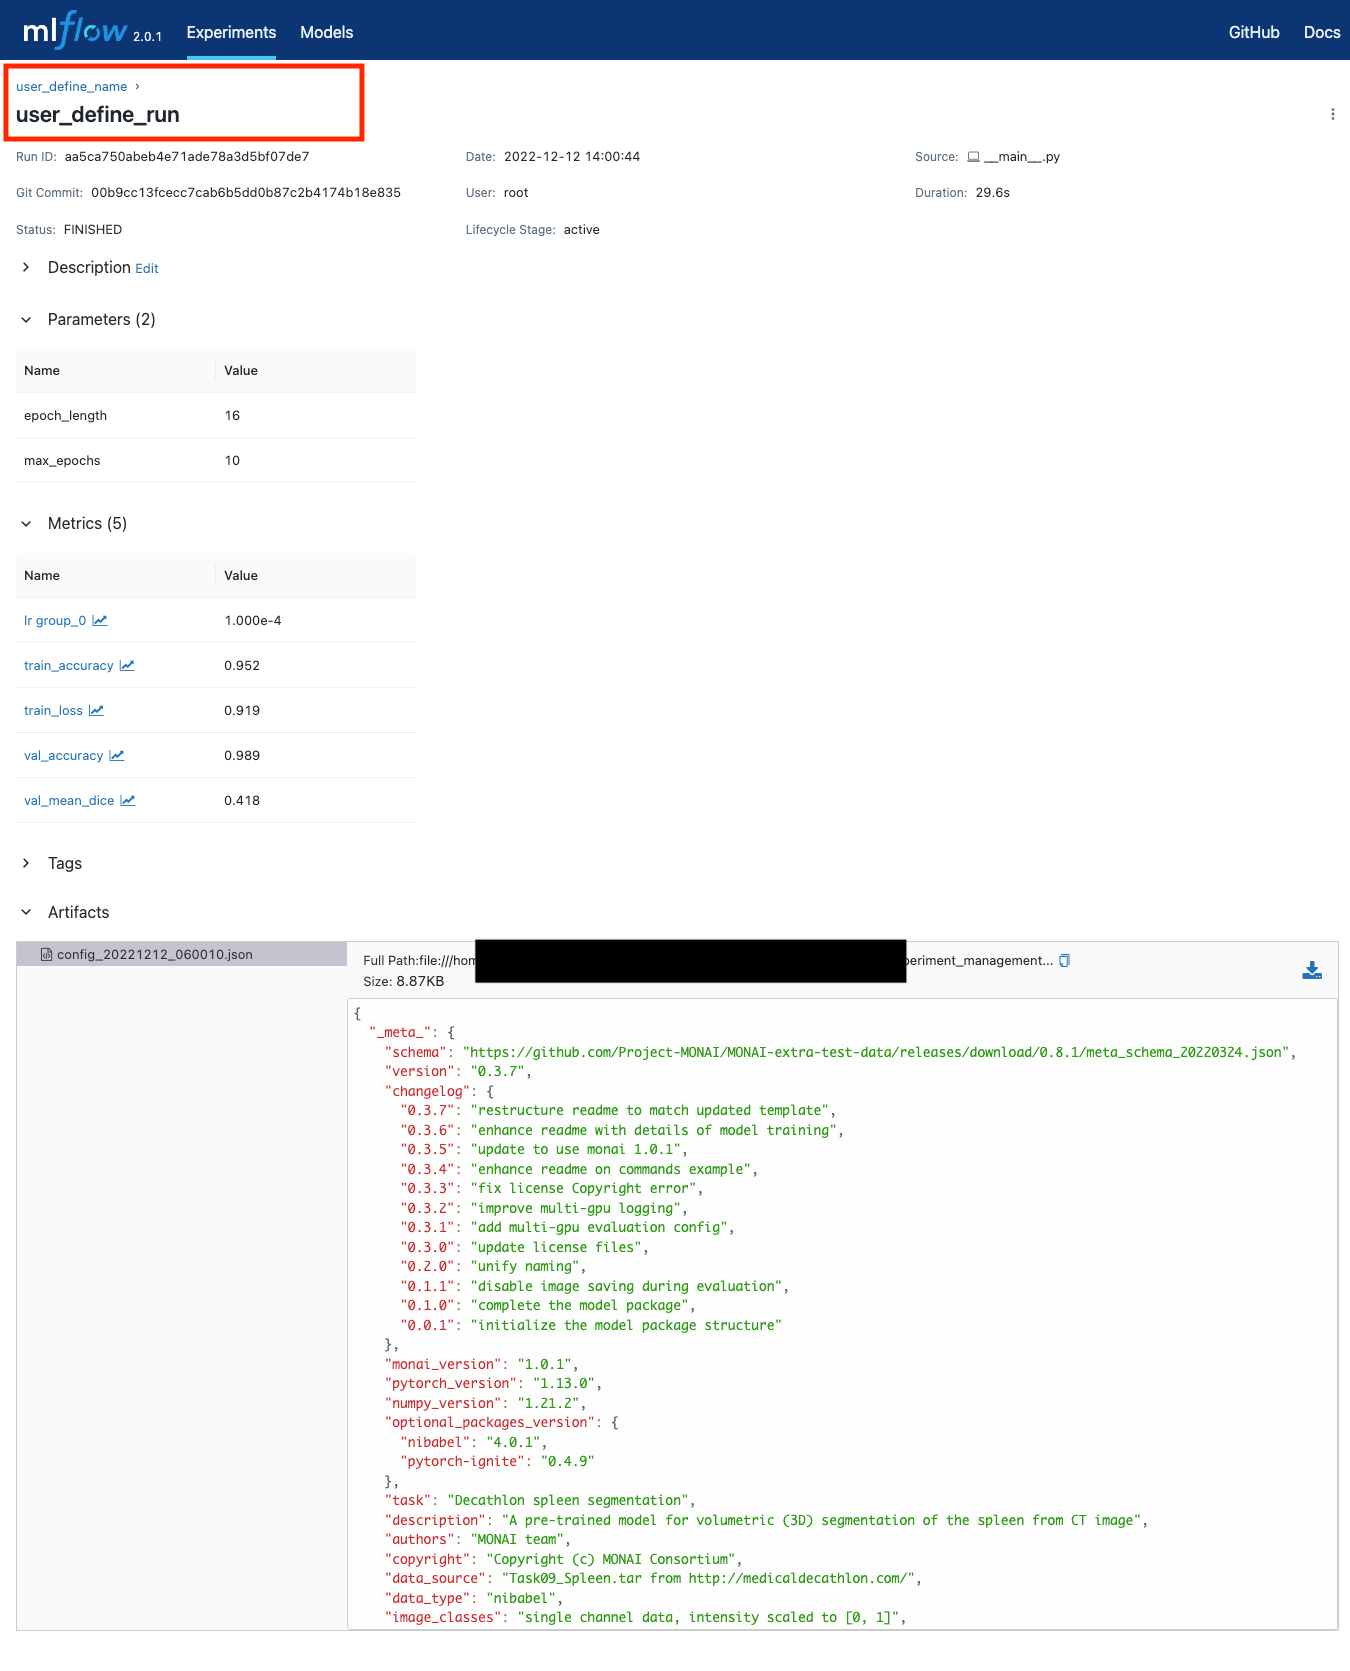 mlflow 2.0.1 Experiments Models GitHub Docs
user_define_name ›
user_define_run
Run ID: aa5ca750abeb4e71ade78a3d5bf07de7 Date: 2022-12-12 14:00:44 Source: __main__.py
Git Commit: 00b9cc13fcecc7cab6b5dd0b87c2b4174b18e835 User: root Duration: 29.6s
Status: FINISHED Lifecycle Stage: active
Description Edit
Parameters (2)
Name Value
epoch_length 16
max_epochs 10
Metrics (5)
Name Value
lr group_0 1.000e-4
train_accuracy 0.952
train_loss 0.919
val_accuracy 0.989
val_mean_dice 0.418
Tags
Artifacts
config_20221212_060010.json
Full Path:file:///hom periment_management...
Size: 8.87KB
{
"_meta_": {
"schema": "https://github.com/Project-MONAI/MONAI-extra-test-data/releases/download/0.8.1/meta_schema_20220324.json",
"version": "0.3.7",
"changelog": {
"0.3.7": "restructure readme to match updated template",
"0.3.6": "enhance readme with details of model training",
"0.3.5": "update to use monai 1.0.1",
"0.3.4": "enhance readme on commands example",
"0.3.3": "fix license Copyright error",
"0.3.2": "improve multi-gpu logging",
"0.3.1": "add multi-gpu evaluation config",
"0.3.0": "update license files",
"0.2.0": "unify naming",
"0.1.1": "disable image saving during evaluation",
"0.1.0": "complete the model package",
"0.0.1": "initialize the model package structure"
},
"monai_version": "1.0.1",
"pytorch_version": "1.13.0",
"numpy_version": "1.21.2",
"optional_packages_version": {
"nibabel": "4.0.1",
"pytorch-ignite": "0.4.9"
},
"task": "Decathlon spleen segmentation",
"description": "A pre-trained model for volumetric (3D) segmentation of the spleen from CT image",
"authors": "MONAI team",
"copyright": "Copyright (c) MONAI Consortium",
"data_source": "Task09_Spleen.tar from http://medicaldecathlon.com/",
"data_type": "nibabel",
"image_classes": "single channel data, intensity scaled to [0, 1]",